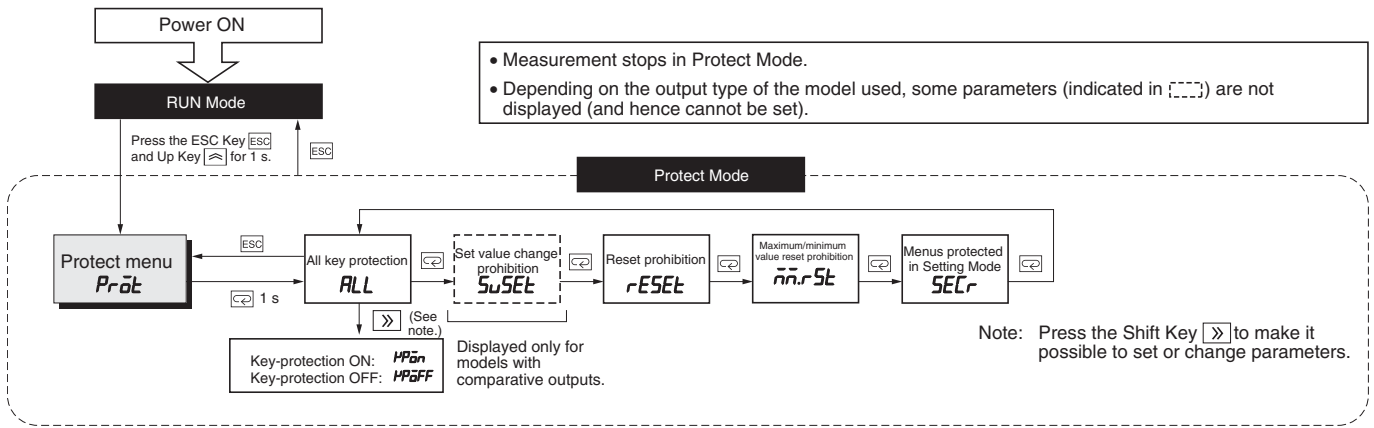 Power ON
RUN Mode
Press the ESC Key ESC
and Up Key for 1 s.
ESC
• Measurement stops in Protect Mode.
• Depending on the output type of the model used, some parameters (indicated in ) are not
displayed (and hence cannot be set).
Protect Mode
Protect menu
Prōt
ESC
1 s
All key protection
ALL
(See
note.)
Key-protection ON: KPōn
Key-protection OFF: KPōFF
Set value change
prohibition
SvSEt
Displayed only for
models with
comparative outputs.
Reset prohibition
rESEt
Maximum/minimum
value reset prohibition
m̄m̄.rSt
Menus protected
in Setting Mode
SECr
Note: Press the Shift Key to make it
possible to set or change parameters.